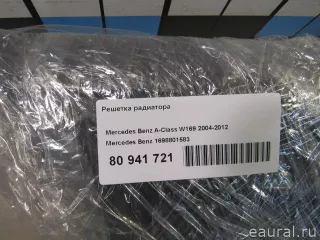 Решетка радиатора
Mercedes Benz A-Class W169 2004-2012
Mercedes Benz 1698801583
80 941 721
eaural.ru